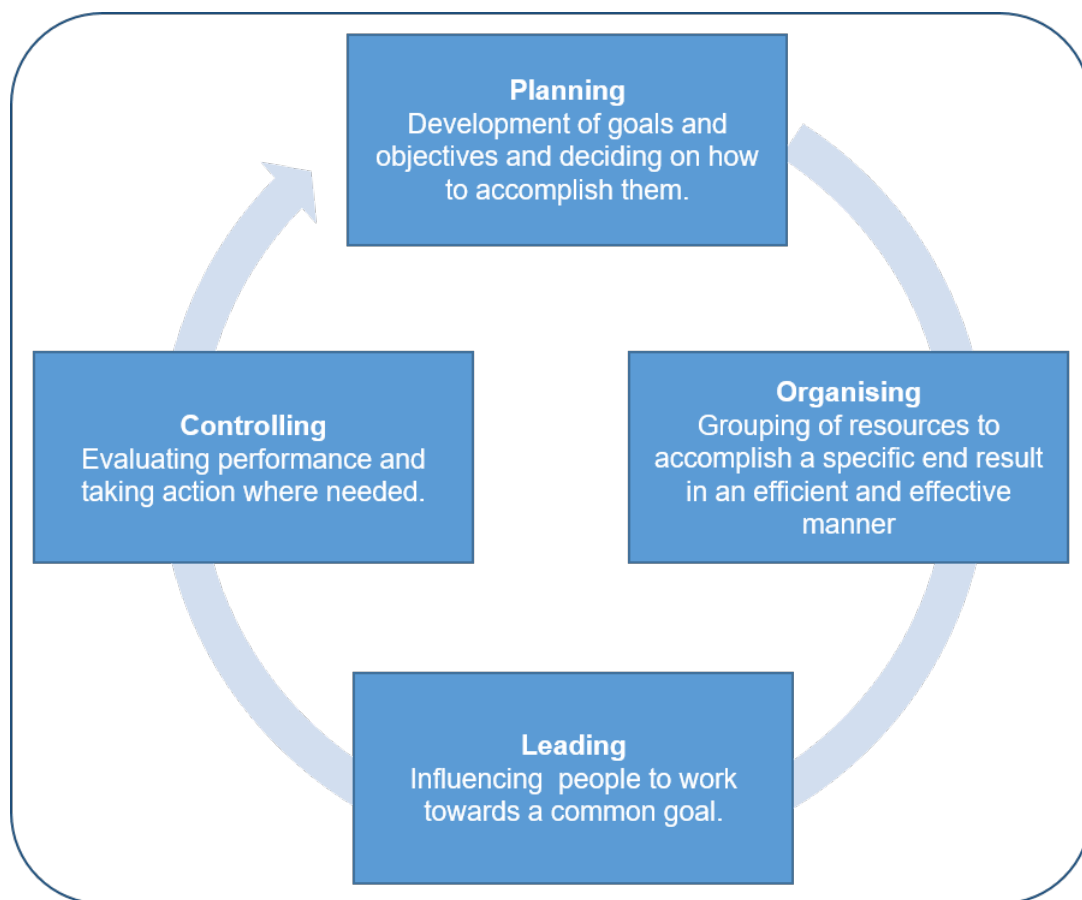 Planning
Development of goals and
objectives and deciding on how
to accomplish them.
Organising
Grouping of resources to
accomplish a specific end result
in an efficient and effective
manner
Leading
Influencing  people to work
towards a common goal.
Controlling
Evaluating performance and
taking action where needed.